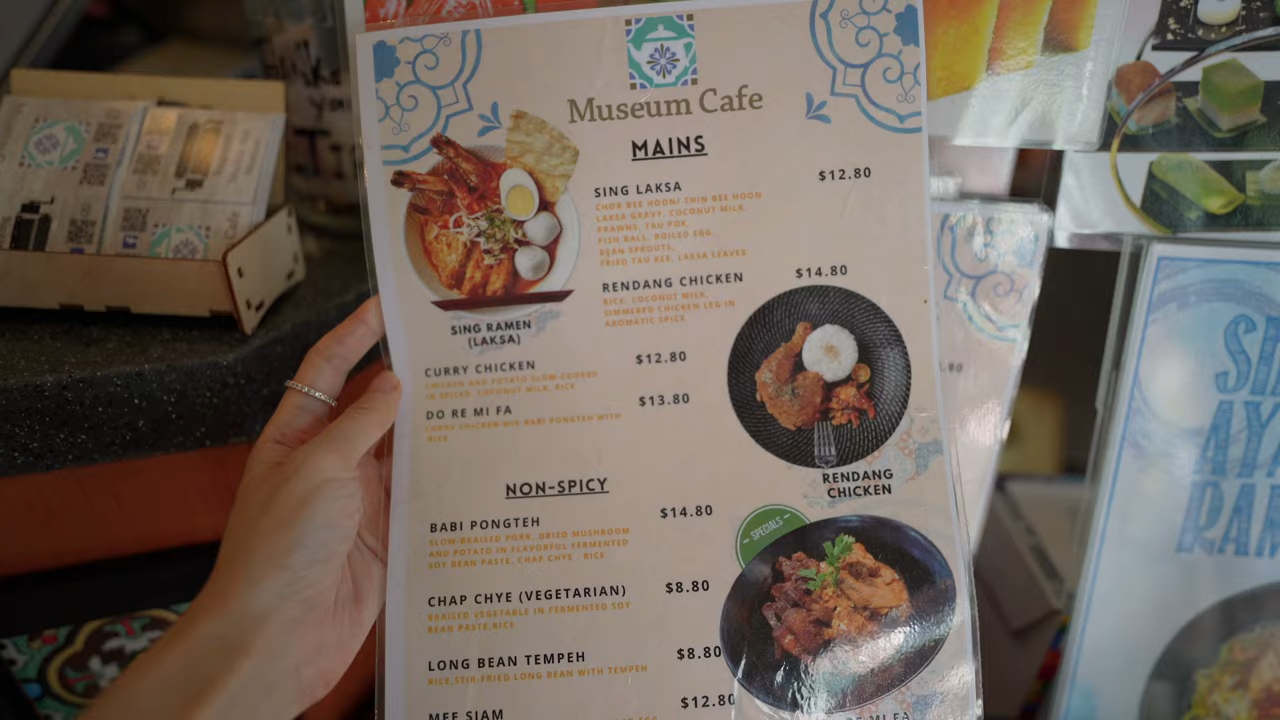 Museum Cafe
MAINS
SING LAKSA $12.80
CHOR BEE HOON/ THIN BEE HOON
LAKSA GRAVY, COCONUT MILK,
PRAWNS, TAU POK,
FISH BALL, BOILED EGG
BEAN SPROUTS,
FRIED TAU KEE, LAKSA LEAVES
RENDANG CHICKEN $14.80
RICE, COCONUT MILK,
SIMMERED CHICKEN LEG IN
AROMATIC SPICE
SING RAMEN
(LAKSA)
CURRY CHICKEN $12.80
CHICKEN AND POTATO SLOW-COOKED
IN SPICED, COCONUT MILK, RICE
DO RE MI FA $13.80
CURRY CHICKEN MIX BABI PONGTEH WITH
RICE
RENDANG
CHICKEN
NON-SPICY
BABI PONGTEH $14.80
SLOW-BRAISED PORK, DRIED MUSHROOM
AND POTATO IN FLAVORFUL FERMENTED
SOY BEAN PASTE, CHAP CHYE, RICE
- SPECIALS -
CHAP CHYE (VEGETARIAN) $8.80
BRAISED VEGETABLE IN FERMENTED SOY
BEAN PASTE,RICE
LONG BEAN TEMPEH $8.80
RICE,STIR-FRIED LONG BEAN WITH TEMPEH
MEE SIAM $12.80
RE MI FA